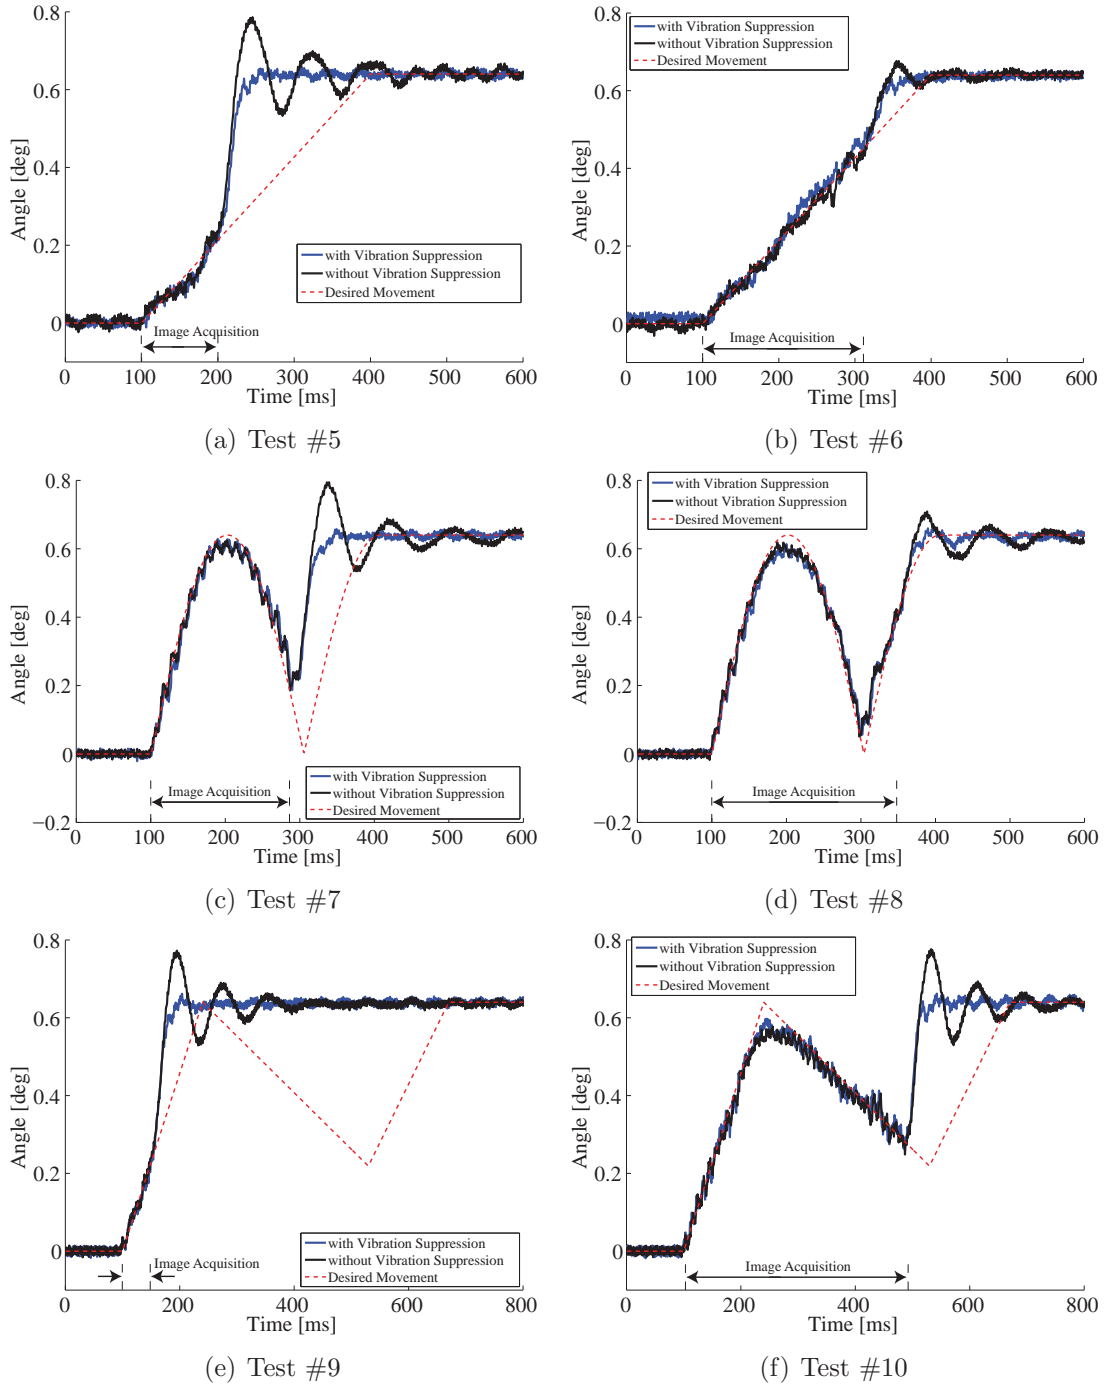 0.8
0.6
0.4
0.2
0
Angle [deg]
with Vibration Suppression
without Vibration Suppression
Desired Movement
Image Acquisition
0 100 200 300 400 500 600
Time [ms]
(a) Test #5
0.8
0.6
0.4
0.2
0
Angle [deg]
with Vibration Suppression
without Vibration Suppression
Desired Movement
Image Acquisition
0 100 200 300 400 500 600
Time [ms]
(b) Test #6
0.8
0.6
0.4
0.2
0
−0.2
Angle [deg]
with Vibration Suppression
without Vibration Suppression
Desired Movement
Image Acquisition
0 100 200 300 400 500 600
Time [ms]
(c) Test #7
0.8
0.6
0.4
0.2
0
−0.2
Angle [deg]
with Vibration Suppression
without Vibration Suppression
Desired Movement
Image Acquisition
0 100 200 300 400 500 600
Time [ms]
(d) Test #8
0.8
0.6
0.4
0.2
0
Angle [deg]
with Vibration Suppression
without Vibration Suppression
Desired Movement
Image Acquisition
0 200 400 600 800
Time [ms]
(e) Test #9
0.8
0.6
0.4
0.2
0
Angle [deg]
with Vibration Suppression
without Vibration Suppression
Desired Movement
Image Acquisition
0 200 400 600 800
Time [ms]
(f) Test #10